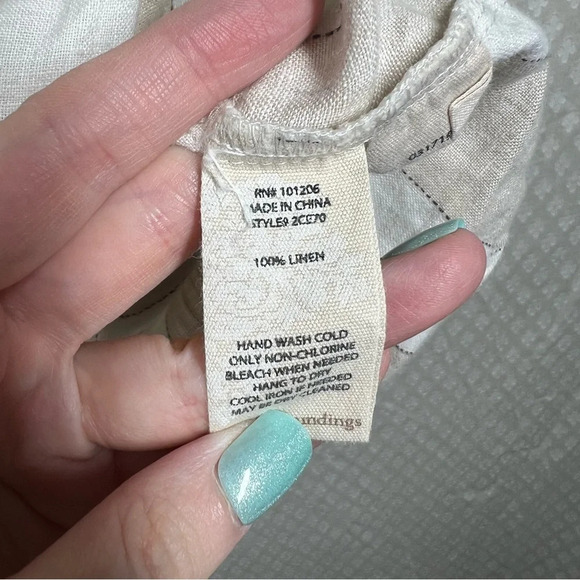 RN# 101206
MADE IN CHINA
STYLE# 2CE70
100% LINEN
HAND WASH COLD
ONLY NON-CHLORINE
BLEACH WHEN NEEDED
HANG TO DRY
COOL IRON IF NEEDED
MAY BE DRY CLEANED
ndings